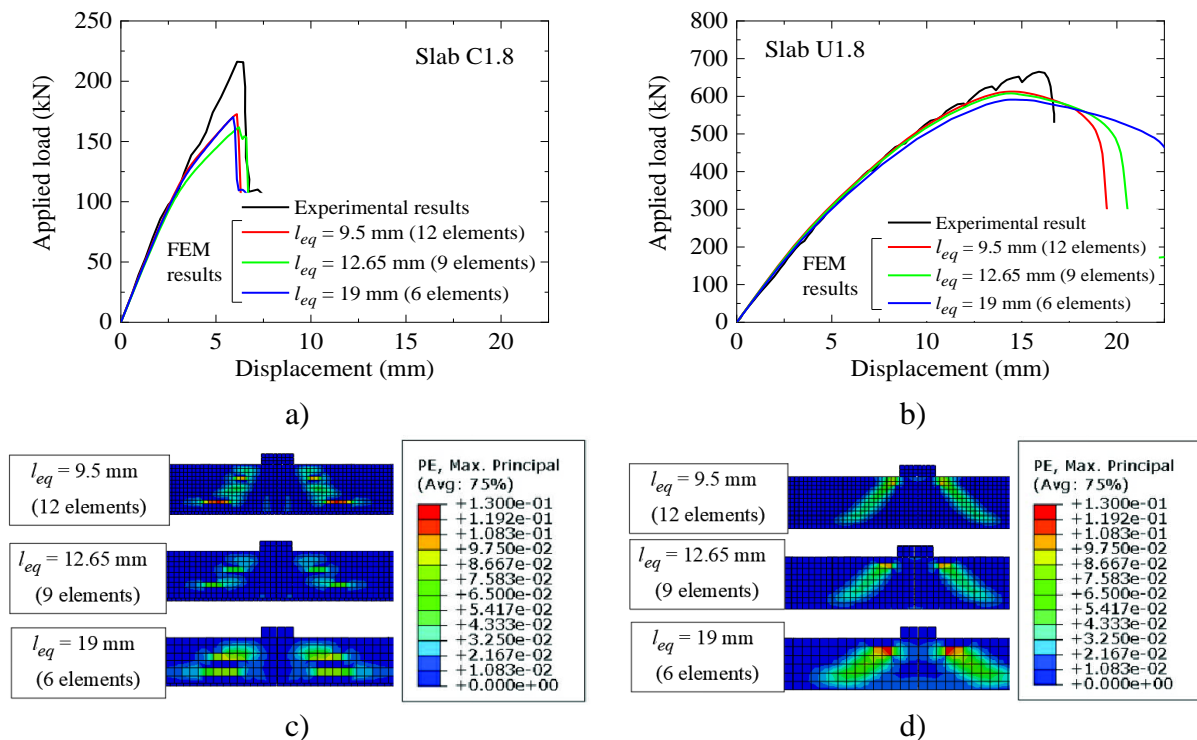 250
200
150
100
50
0
Applied load (kN)
Slab C1.8
Experimental results
FEM results
l_eq = 9.5 mm (12 elements)
l_eq = 12.65 mm (9 elements)
l_eq = 19 mm (6 elements)
0 5 10 15 20
Displacement (mm)
a)
800
700
600
500
400
300
200
100
0
Applied load (kN)
Slab U1.8
Experimental result
FEM results
l_eq = 9.5 mm (12 elements)
l_eq = 12.65 mm (9 elements)
l_eq = 19 mm (6 elements)
0 5 10 15 20
Displacement (mm)
b)
l_eq = 9.5 mm
(12 elements)
l_eq = 12.65 mm
(9 elements)
l_eq = 19 mm
(6 elements)
PE, Max. Principal
(Avg: 75%)
+1.300e-01
+1.192e-01
+1.083e-01
+9.750e-02
+8.667e-02
+7.583e-02
+6.500e-02
+5.417e-02
+4.333e-02
+3.250e-02
+2.167e-02
+1.083e-02
+0.000e+00
c)
l_eq = 9.5 mm
(12 elements)
l_eq = 12.65 mm
(9 elements)
l_eq = 19 mm
(6 elements)
PE, Max. Principal
(Avg: 75%)
+1.300e-01
+1.192e-01
+1.083e-01
+9.750e-02
+8.667e-02
+7.583e-02
+6.500e-02
+5.417e-02
+4.333e-02
+3.250e-02
+2.167e-02
+1.083e-02
+0.000e+00
d)